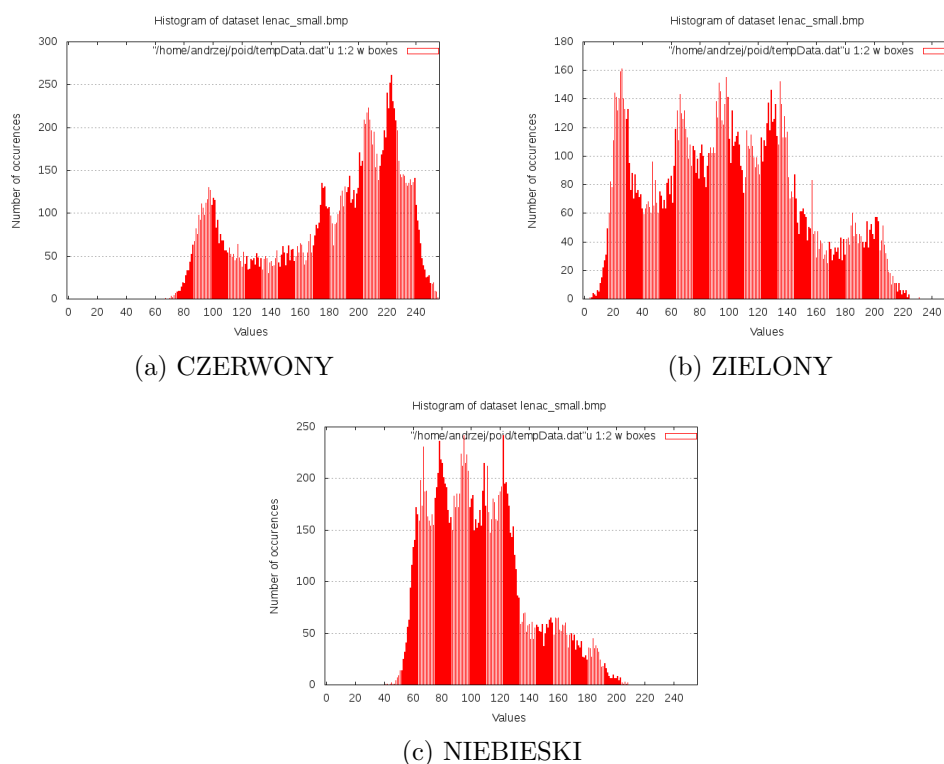 Histogram of dataset lenac_small.bmp
300
250
200
150
100
50
0
"/home/andrzej/poid/tempData.dat"u 1:2 w boxes
0 20 40 60 80 100 120 140 160 180 200 220 240
Number of occurences
Values
(a) CZERWONY
Histogram of dataset lenac_small.bmp
180
160
140
120
100
80
60
40
20
0
"/home/andrzej/poid/tempData.dat"u 1:2 w boxes
0 20 40 60 80 100 120 140 160 180 200 220 240
Number of occurences
Values
(b) ZIELONY
Histogram of dataset lenac_small.bmp
250
200
150
100
50
0
"/home/andrzej/poid/tempData.dat"u 1:2 w boxes
0 20 40 60 80 100 120 140 160 180 200 220 240
Number of occurences
Values
(c) NIEBIESKI